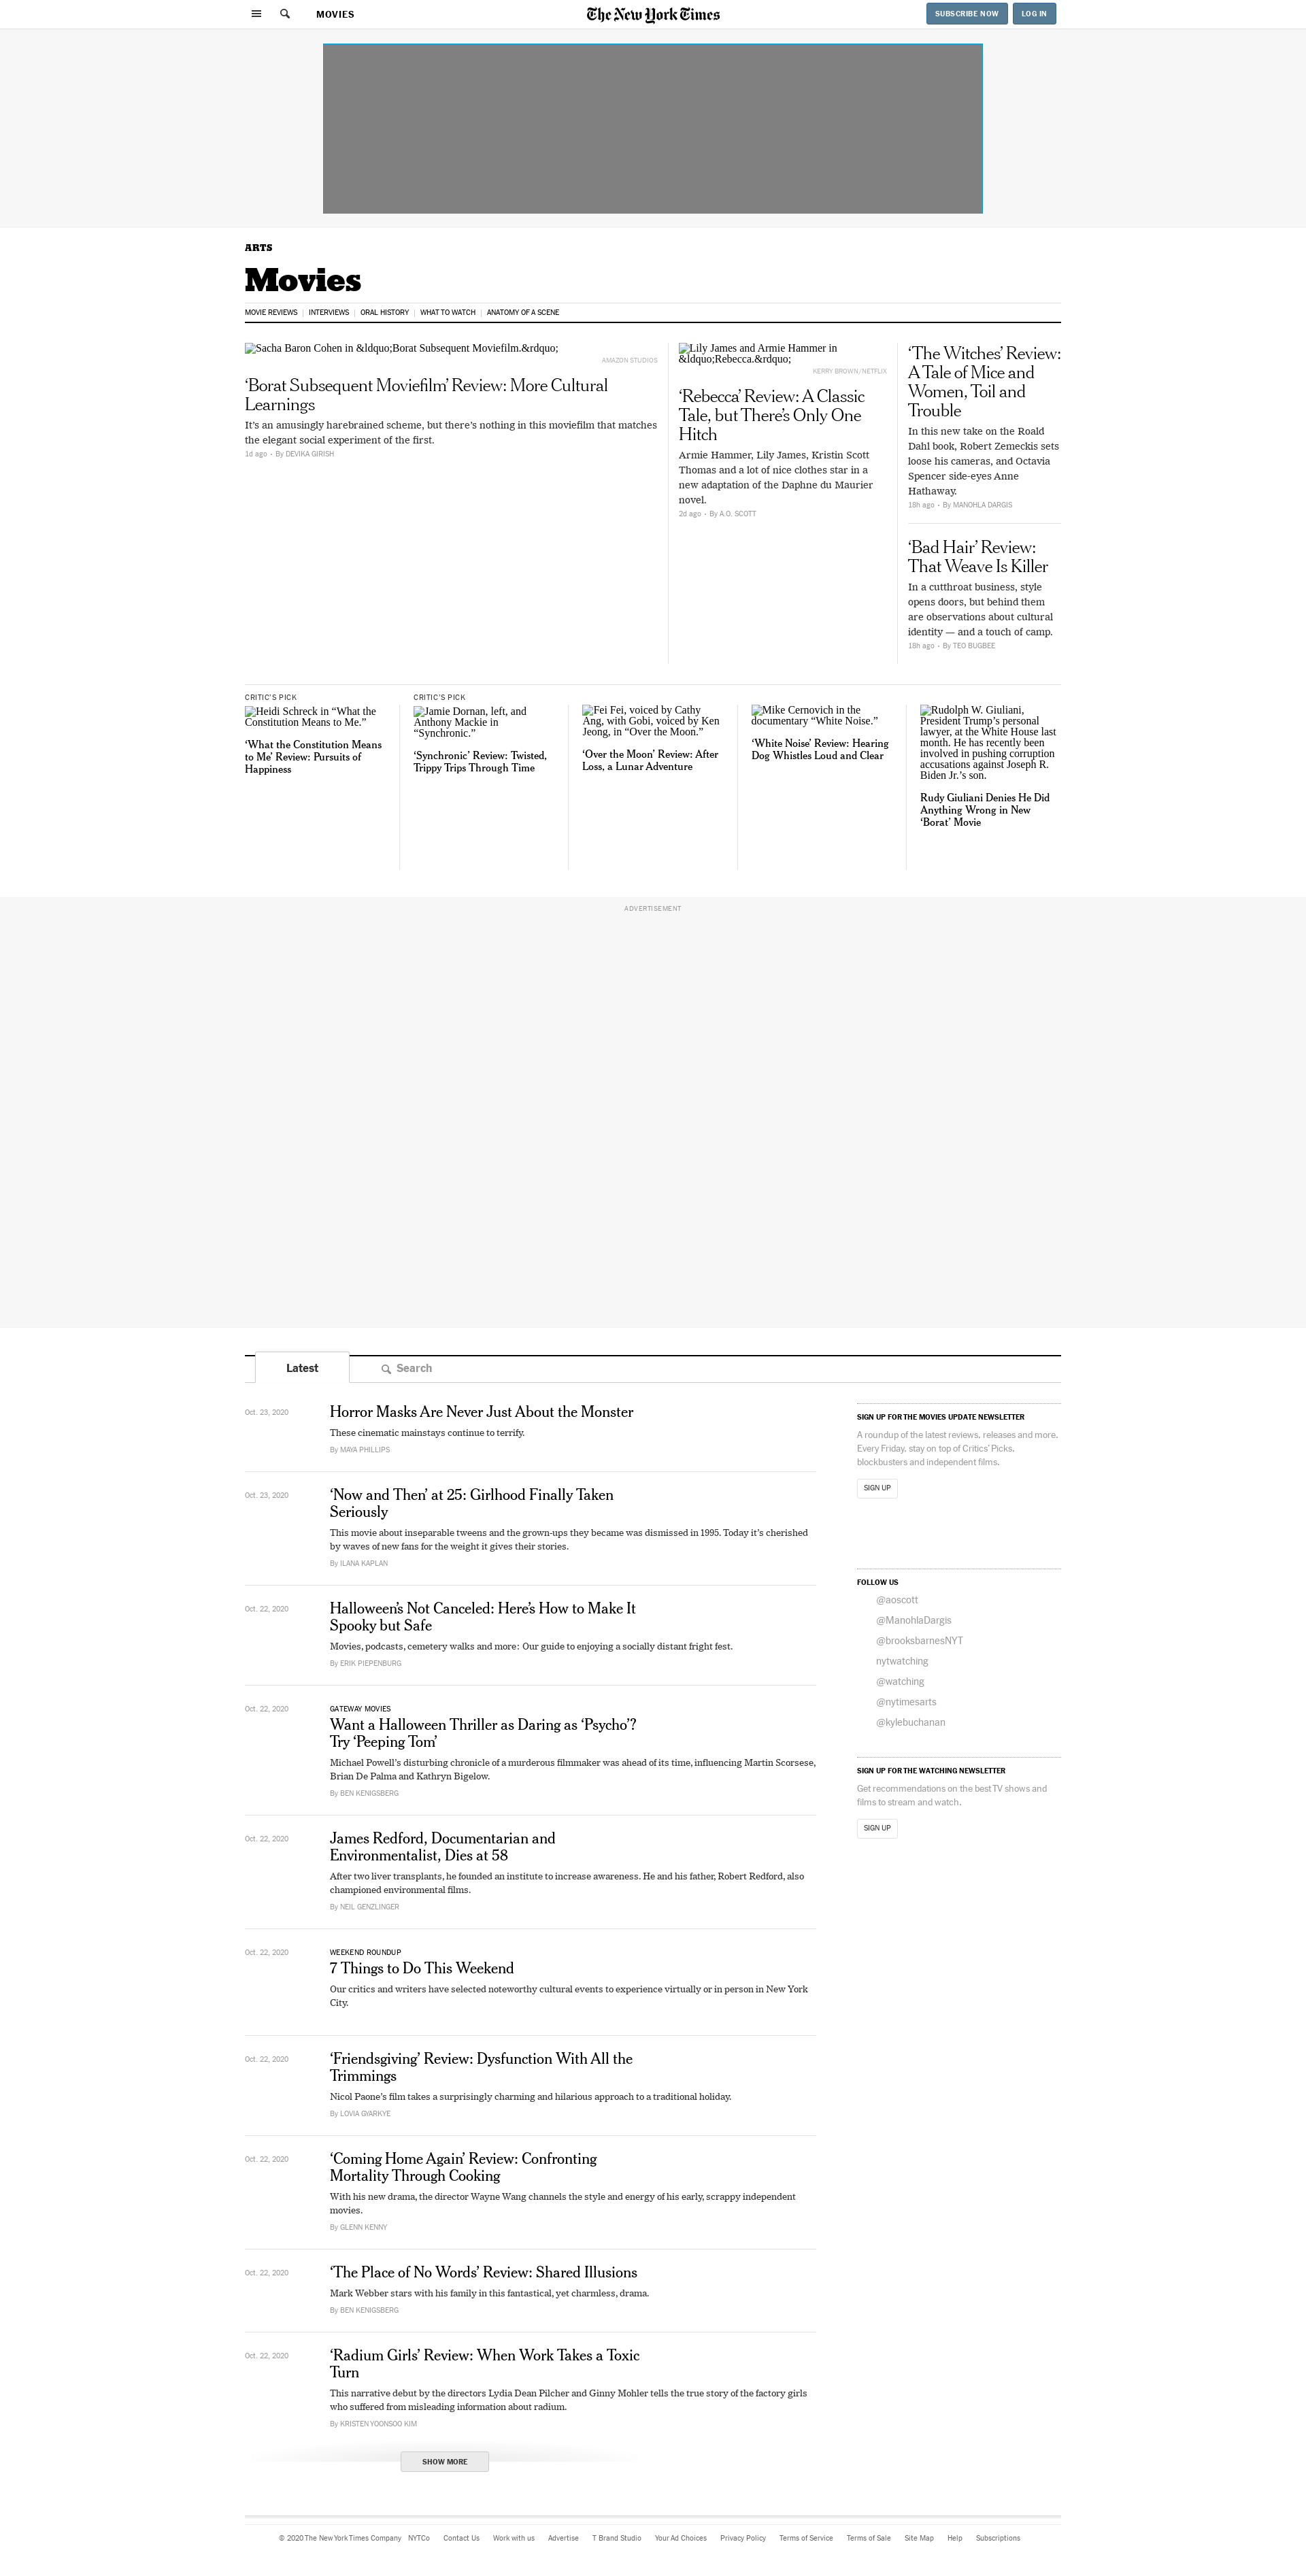 MOVIES
The New York Times
SUBSCRIBE NOW
LOG IN
ARTS
Movies
MOVIE REVIEWS
INTERVIEWS
ORAL HISTORY
WHAT TO WATCH
ANATOMY OF A SCENE
Sacha Baron Cohen in &ldquo;Borat Subsequent Moviefilm.&rdquo;
AMAZON STUDIOS
‘Borat Subsequent Moviefilm’ Review: More Cultural
Learnings
It’s an amusingly harebrained scheme, but there’s nothing in this moviefilm that matches
the elegant social experiment of the first.
1d ago • By DEVIKA GIRISH
Lily James and Armie Hammer in
&ldquo;Rebecca.&rdquo;
KERRY BROWN/NETFLIX
‘Rebecca’ Review: A Classic
Tale, but There’s Only One
Hitch
Armie Hammer, Lily James, Kristin Scott
Thomas and a lot of nice clothes star in a
new adaptation of the Daphne du Maurier
novel.
2d ago • By A.O. SCOTT
‘The Witches’ Review:
A Tale of Mice and
Women, Toil and
Trouble
In this new take on the Roald
Dahl book, Robert Zemeckis sets
loose his cameras, and Octavia
Spencer side-eyes Anne
Hathaway.
18h ago • By MANOHLA DARGIS
‘Bad Hair’ Review:
That Weave Is Killer
In a cutthroat business, style
opens doors, but behind them
are observations about cultural
identity — and a touch of camp.
18h ago • By TEO BUGBEE
CRITIC’S PICK
Heidi Schreck in “What the
Constitution Means to Me.”
‘What the Constitution Means
to Me’ Review: Pursuits of
Happiness
CRITIC’S PICK
Jamie Dornan, left, and
Anthony Mackie in
“Synchronic.”
‘Synchronic’ Review: Twisted,
Trippy Trips Through Time
Fei Fei, voiced by Cathy
Ang, with Gobi, voiced by Ken
Jeong, in “Over the Moon.”
‘Over the Moon’ Review: After
Loss, a Lunar Adventure
Mike Cernovich in the
documentary “White Noise.”
‘White Noise’ Review: Hearing
Dog Whistles Loud and Clear
Rudolph W. Giuliani,
President Trump’s personal
lawyer, at the White House last
month. He has recently been
involved in pushing corruption
accusations against Joseph R.
Biden Jr.’s son.
Rudy Giuliani Denies He Did
Anything Wrong in New
‘Borat’ Movie
ADVERTISEMENT
Latest
Search
Oct. 23, 2020
Horror Masks Are Never Just About the Monster
These cinematic mainstays continue to terrify.
By MAYA PHILLIPS
Oct. 23, 2020
‘Now and Then’ at 25: Girlhood Finally Taken
Seriously
This movie about inseparable tweens and the grown-ups they became was dismissed in 1995. Today it’s cherished
by waves of new fans for the weight it gives their stories.
By ILANA KAPLAN
Oct. 22, 2020
Halloween’s Not Canceled: Here’s How to Make It
Spooky but Safe
Movies, podcasts, cemetery walks and more: Our guide to enjoying a socially distant fright fest.
By ERIK PIEPENBURG
Oct. 22, 2020
GATEWAY MOVIES
Want a Halloween Thriller as Daring as ‘Psycho’?
Try ‘Peeping Tom’
Michael Powell’s disturbing chronicle of a murderous filmmaker was ahead of its time, influencing Martin Scorsese,
Brian De Palma and Kathryn Bigelow.
By BEN KENIGSBERG
Oct. 22, 2020
James Redford, Documentarian and
Environmentalist, Dies at 58
After two liver transplants, he founded an institute to increase awareness. He and his father, Robert Redford, also
championed environmental films.
By NEIL GENZLINGER
Oct. 22, 2020
WEEKEND ROUNDUP
7 Things to Do This Weekend
Our critics and writers have selected noteworthy cultural events to experience virtually or in person in New York
City.
Oct. 22, 2020
‘Friendsgiving’ Review: Dysfunction With All the
Trimmings
Nicol Paone’s film takes a surprisingly charming and hilarious approach to a traditional holiday.
By LOVIA GYARKYE
Oct. 22, 2020
‘Coming Home Again’ Review: Confronting
Mortality Through Cooking
With his new drama, the director Wayne Wang channels the style and energy of his early, scrappy independent
movies.
By GLENN KENNY
Oct. 22, 2020
‘The Place of No Words’ Review: Shared Illusions
Mark Webber stars with his family in this fantastical, yet charmless, drama.
By BEN KENIGSBERG
Oct. 22, 2020
‘Radium Girls’ Review: When Work Takes a Toxic
Turn
This narrative debut by the directors Lydia Dean Pilcher and Ginny Mohler tells the true story of the factory girls
who suffered from misleading information about radium.
By KRISTEN YOONSOO KIM
SHOW MORE
SIGN UP FOR THE MOVIES UPDATE NEWSLETTER
A roundup of the latest reviews, releases and more.
Every Friday, stay on top of Critics’ Picks,
blockbusters and independent films.
SIGN UP
FOLLOW US
@aoscott
@ManohlaDargis
@brooksbarnesNYT
nytwatching
@watching
@nytimesarts
@kylebuchanan
SIGN UP FOR THE WATCHING NEWSLETTER
Get recommendations on the best TV shows and
films to stream and watch.
SIGN UP
© 2020 The New York Times Company
NYTCo
Contact Us
Work with us
Advertise
T Brand Studio
Your Ad Choices
Privacy Policy
Terms of Service
Terms of Sale
Site Map
Help
Subscriptions